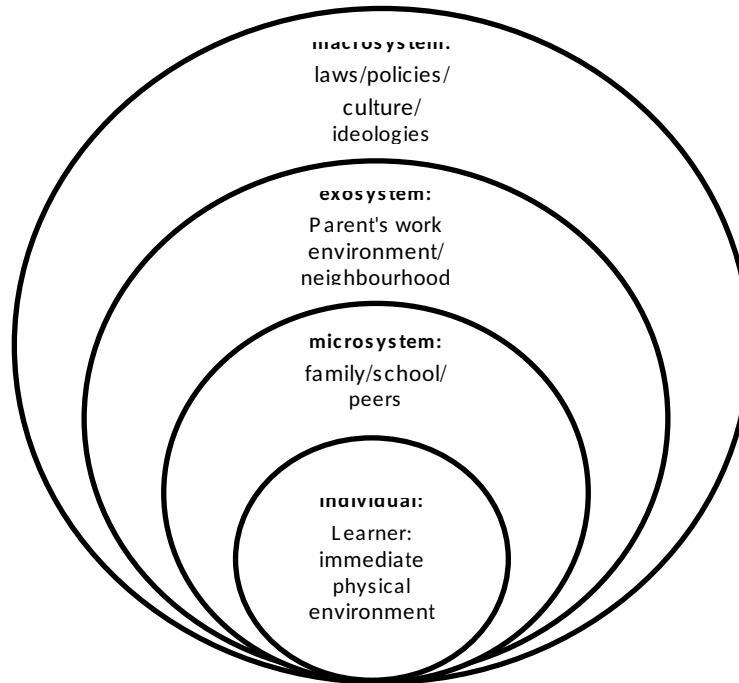 macrosystem:
laws/policies/
culture/
ideologies
exosystem:
Parent's work
environment/
neighbourhood
microsystem:
family/school/
peers
individual:
Learner:
immediate
physical
environment